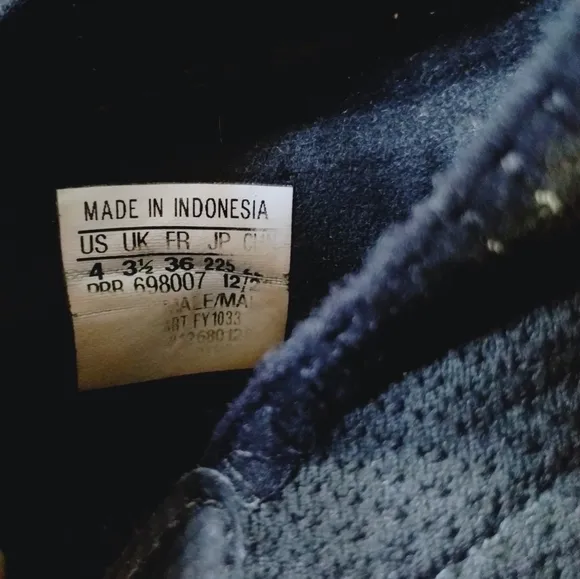 MADE IN INDONESIA
US UK FR JP
4 3½ 36 225
698007
ART FY1033